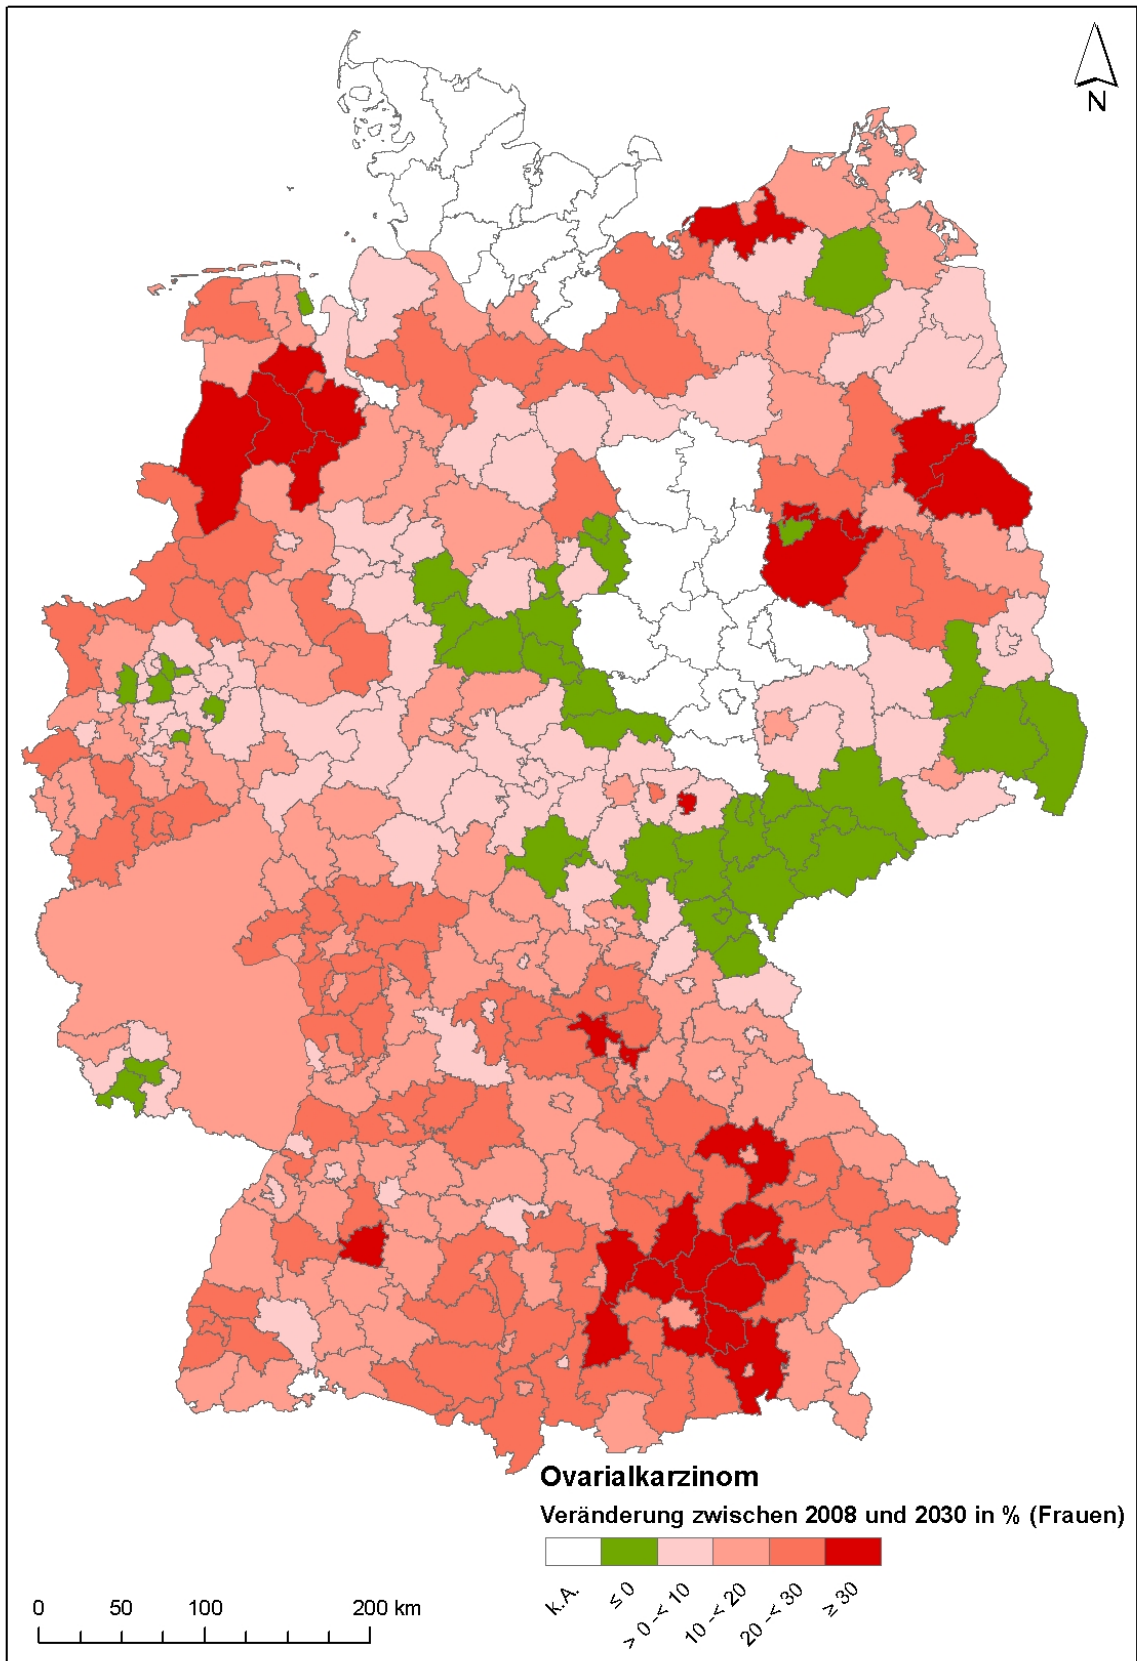 N
Ovarialkarzinom
Veränderung zwischen 2008 und 2030 in % (Frauen)
k.A.
≤ 0
> 0 -< 10
10 -< 20
20 -< 30
≥ 30
0 50 100 200 km